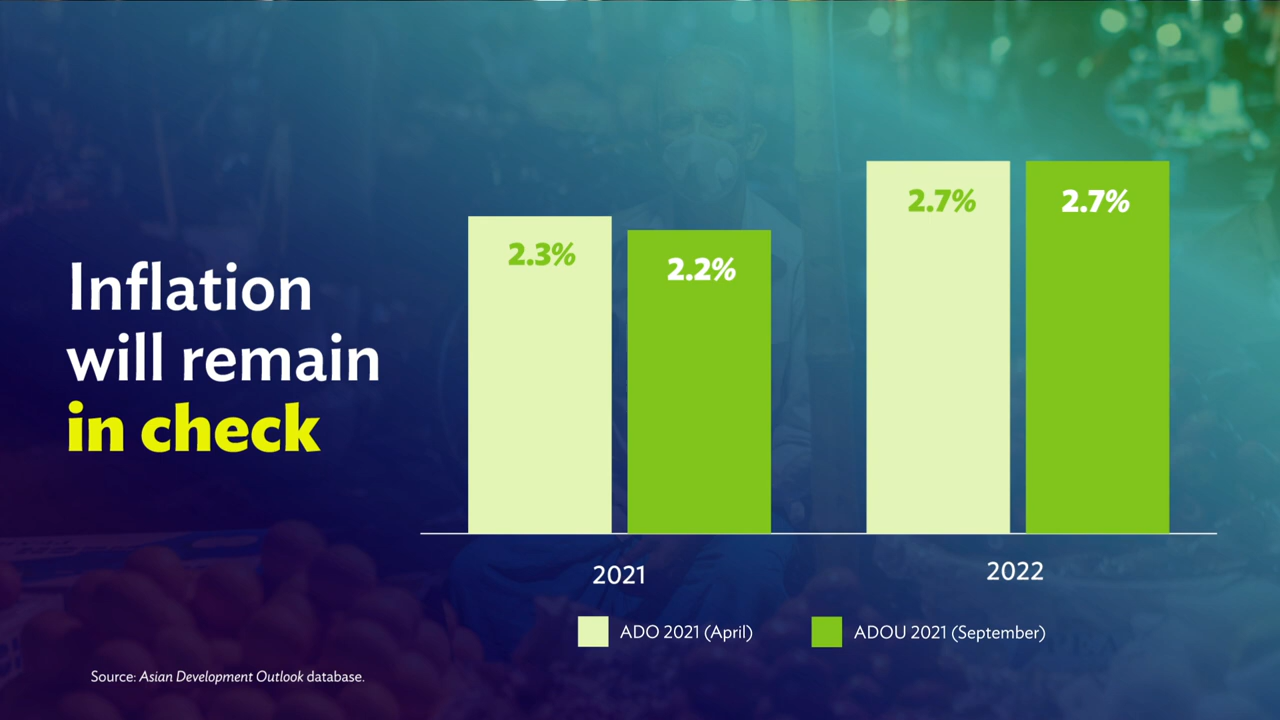 Inflation
will remain
in check
2.3%
2.2%
2.7%
2.7%
2021
2022
ADO 2021 (April)
ADOU 2021 (September)
Source: Asian Development Outlook database.